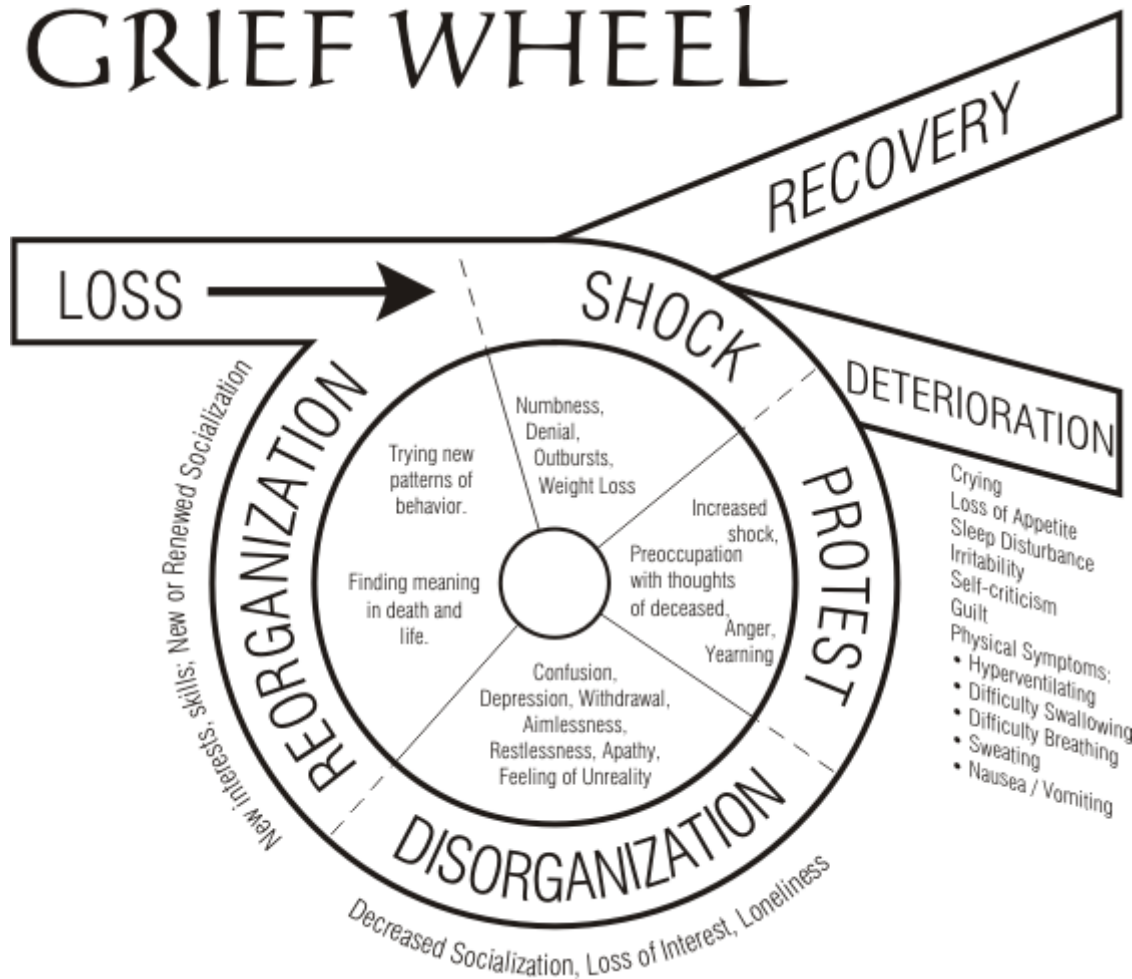 GRIEF WHEEL
RECOVERY
LOSS
SHOCK
DETERIORATION
PROTEST
DISORGANIZATION
REORGANIZATION
Numbness,
Denial,
Outbursts,
Weight Loss
Increased
shock,
Preoccupation
with thoughts
of deceased,
Anger,
Yearning
Confusion,
Depression, Withdrawal,
Aimlessness,
Restlessness, Apathy,
Feeling of Unreality
Trying new
patterns of
behavior.
Finding meaning
in death and
life.
Crying
Loss of Appetite
Sleep Disturbance
Irritability
Self-criticism
Guilt
Physical Symptoms:
• Hyperventilating
• Difficulty Swallowing
• Difficulty Breathing
• Sweating
• Nausea / Vomiting
Decreased Socialization, Loss of Interest, Loneliness
New interests, skills; New or Renewed Socialization